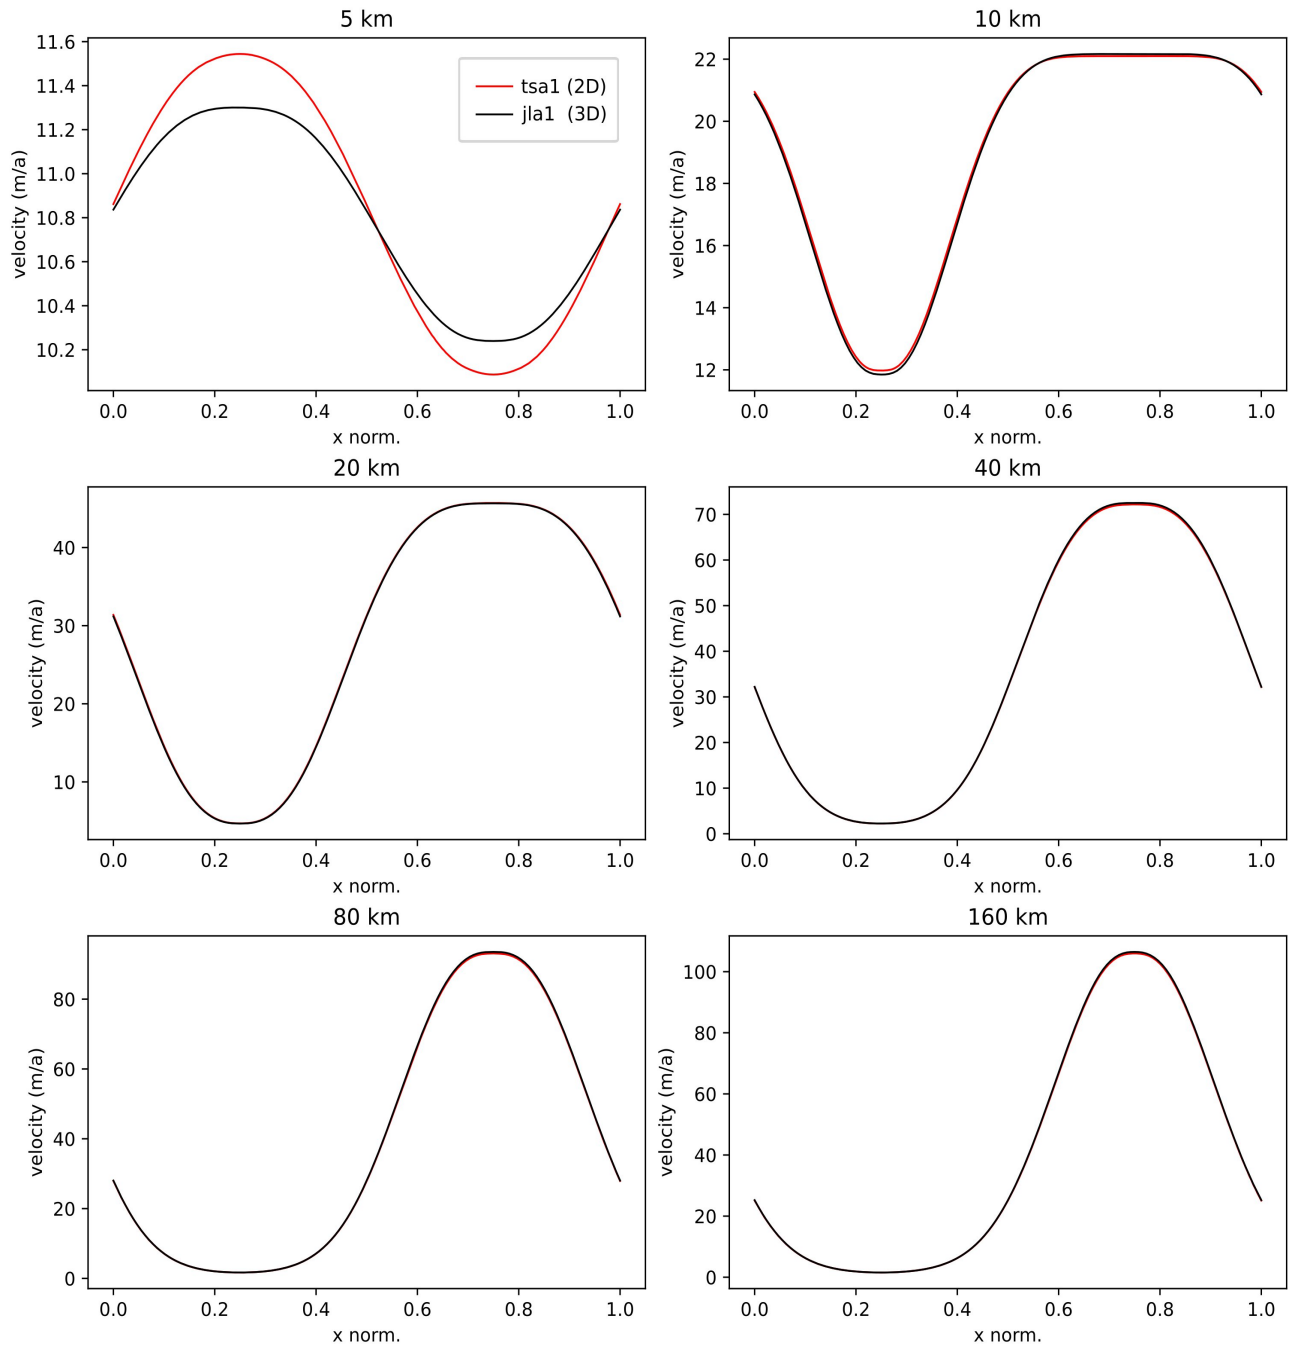 5 km
11.6
11.4
11.2
11.0
10.8
10.6
10.4
10.2
velocity (m/a)
tsa1 (2D)
jla1 (3D)
0.0 0.2 0.4 0.6 0.8 1.0
x norm.
10 km
22
20
18
16
14
12
velocity (m/a)
0.0 0.2 0.4 0.6 0.8 1.0
x norm.
20 km
40
30
20
10
velocity (m/a)
0.0 0.2 0.4 0.6 0.8 1.0
x norm.
40 km
70
60
50
40
30
20
10
0
velocity (m/a)
0.0 0.2 0.4 0.6 0.8 1.0
x norm.
80 km
80
60
40
20
0
velocity (m/a)
0.0 0.2 0.4 0.6 0.8 1.0
x norm.
160 km
100
80
60
40
20
0
velocity (m/a)
0.0 0.2 0.4 0.6 0.8 1.0
x norm.